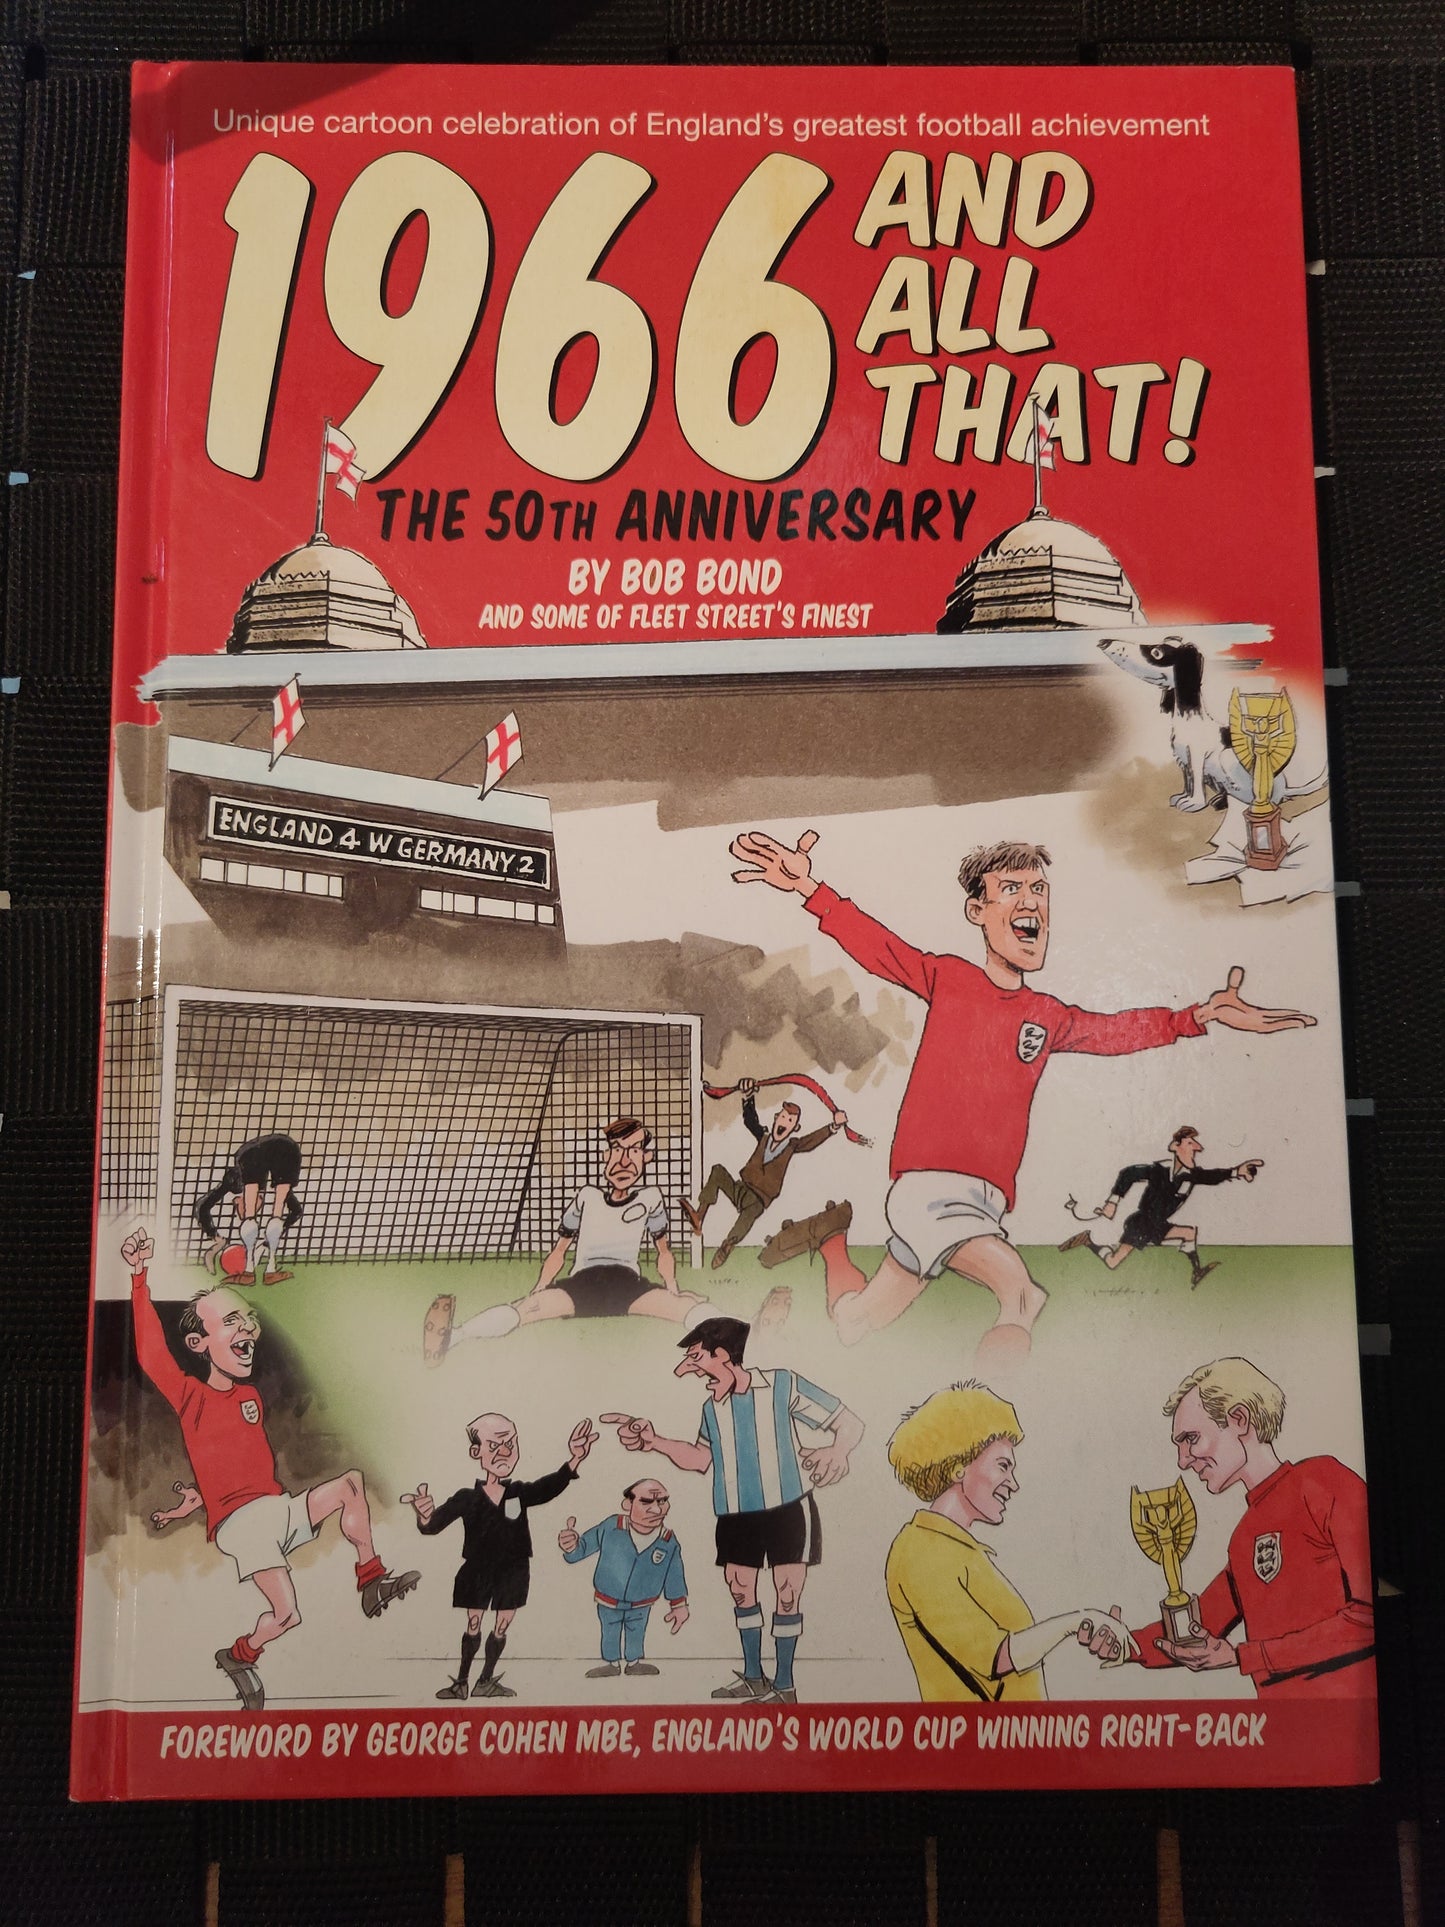 Unique cartoon celebration of England's greatest football achievement
1966 AND
ALL
THAT!
THE 50TH ANNIVERSARY
BY BOB BOND
AND SOME OF FLEET STREET'S FINEST
ENGLAND 4 W GERMANY 2
FOREWORD BY GEORGE COHEN MBE, ENGLAND'S WORLD CUP WINNING RIGHT-BACK